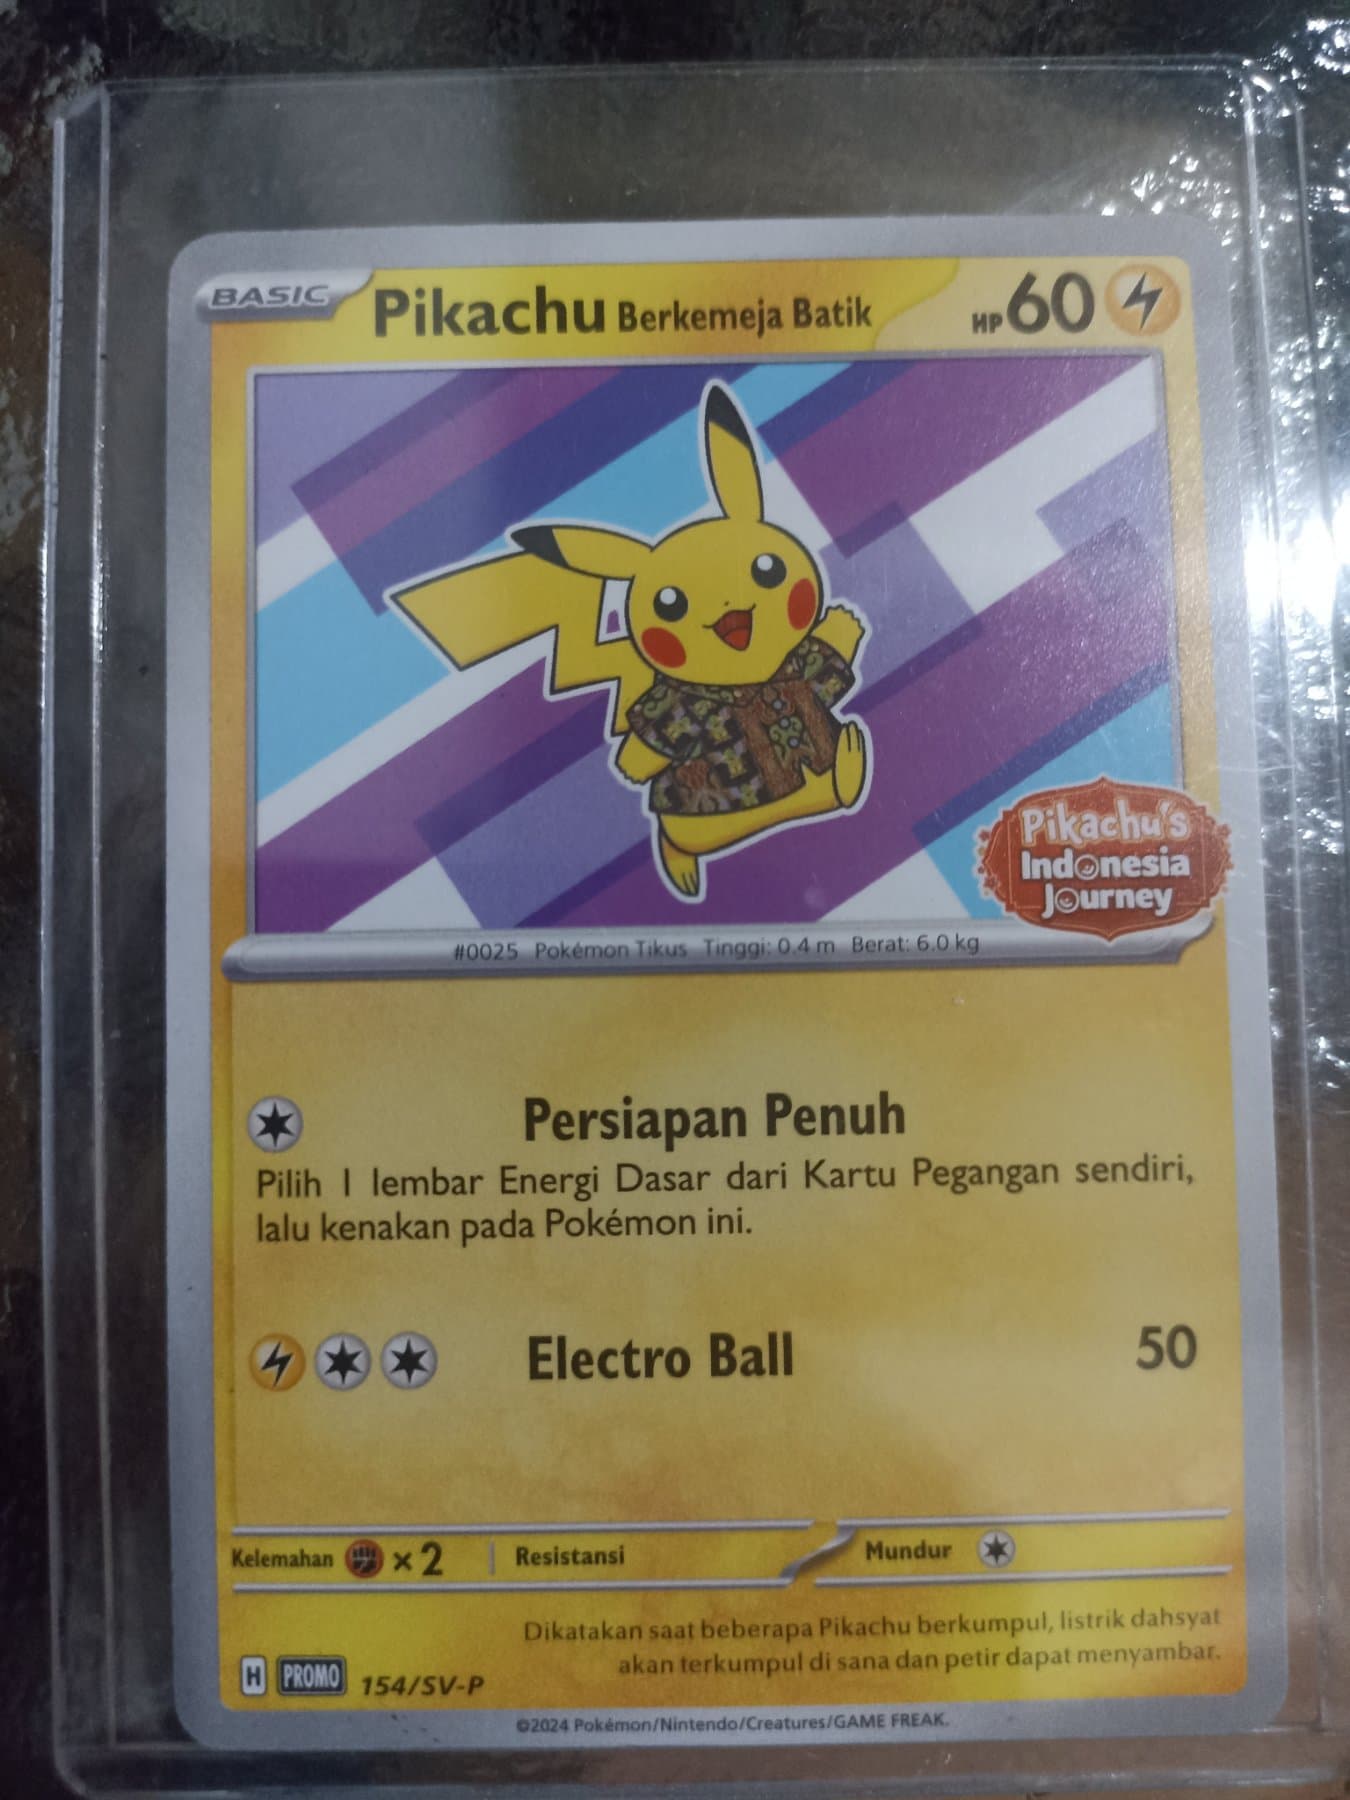 BASIC
Pikachu Berkemeja Batik
HP 60
Pikachu's
Indonesia
Journey
#0025 Pokémon Tikus Tinggi: 0.4 m Berat: 6.0 kg
Persiapan Penuh
Pilih 1 lembar Energi Dasar dari Kartu Pegangan sendiri,
lalu kenakan pada Pokémon ini.
Electro Ball 50
Kelemahan ×2 Resistansi Mundur
Dikatakan saat beberapa Pikachu berkumpul, listrik dahsyat
akan terkumpul di sana dan petir dapat menyambar.
H PROMO 154/SV-P
©2024 Pokémon/Nintendo/Creatures/GAME FREAK.